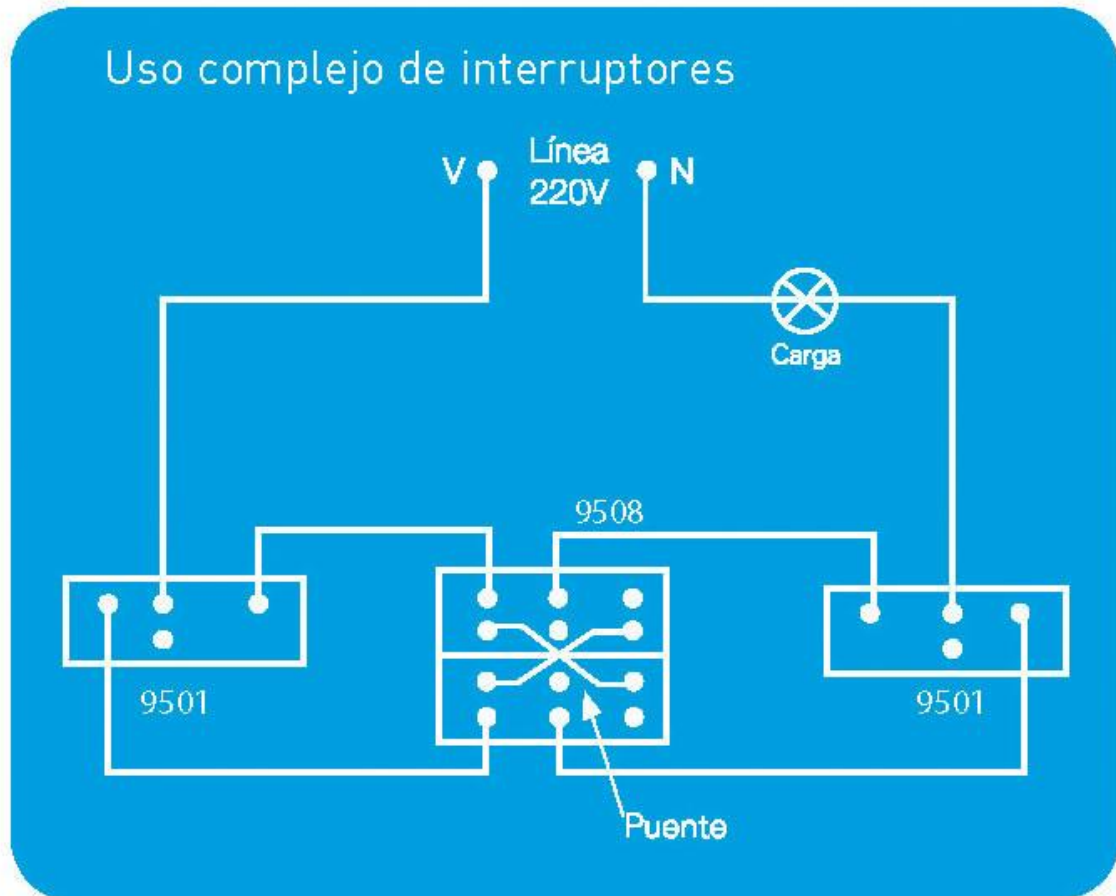 Uso complejo de interruptores
V
Línea
220V
N
Carga
9508
9501
9501
Puente